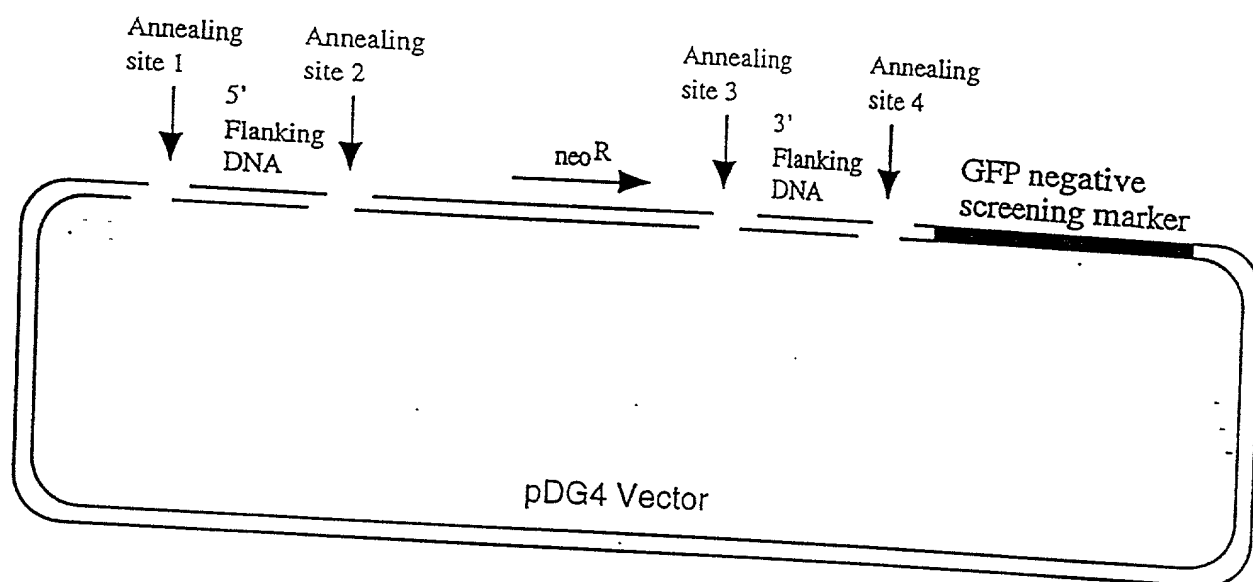 Annealing
site 1
Annealing
site 2
5'
Flanking
DNA
neoR
Annealing
site 3
3'
Flanking
DNA
Annealing
site 4
GFP negative
screening marker
pDG4 Vector